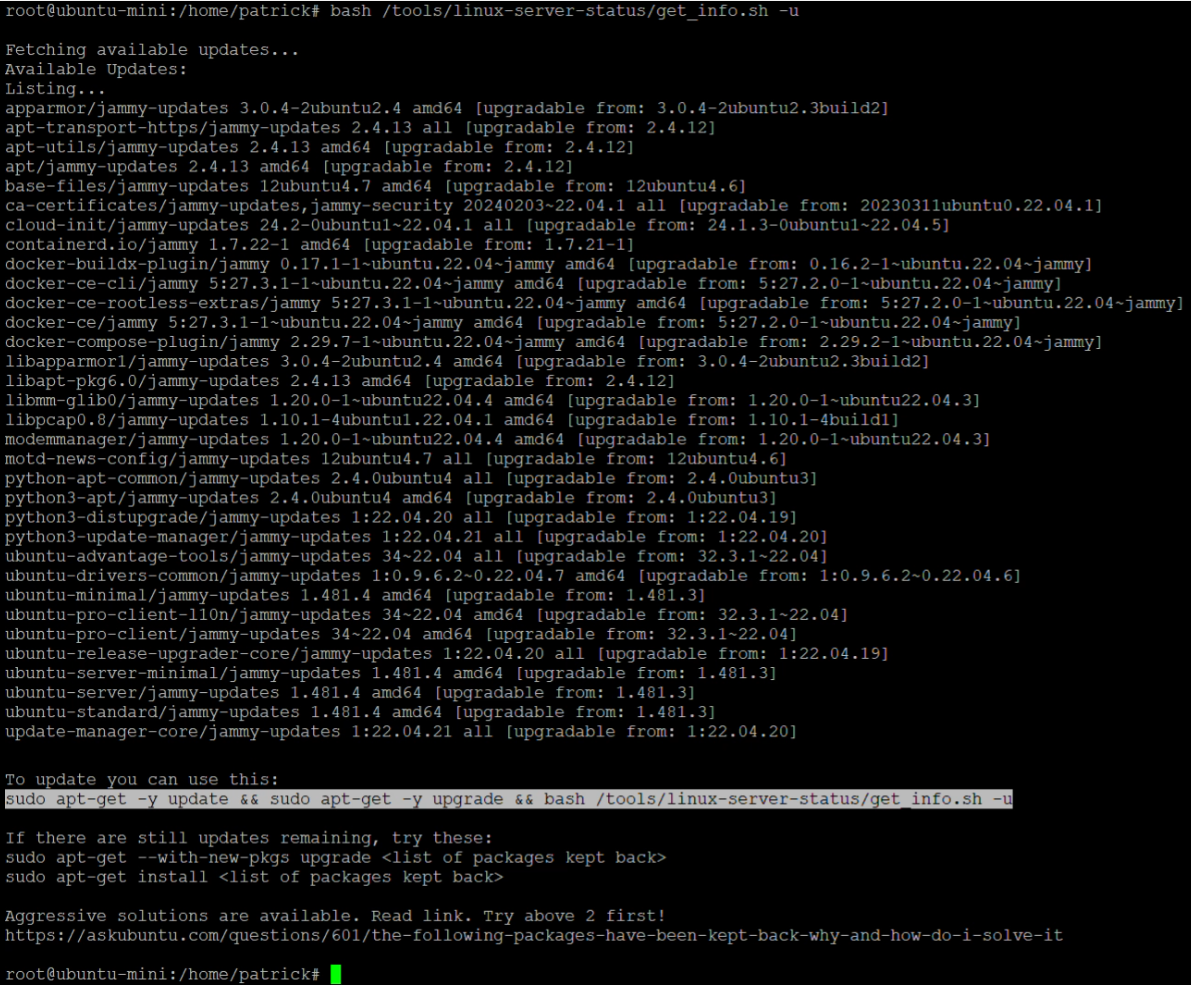 root@ubuntu-mini:/home/patrick# bash /tools/linux-server-status/get_info.sh -u
Fetching available updates...
Available Updates:
Listing...
apparmor/jammy-updates 3.0.4-2ubuntu2.4 amd64 [upgradable from: 3.0.4-2ubuntu2.3build2]
apt-transport-https/jammy-updates 2.4.13 all [upgradable from: 2.4.12]
apt-utils/jammy-updates 2.4.13 amd64 [upgradable from: 2.4.12]
apt/jammy-updates 2.4.13 amd64 [upgradable from: 2.4.12]
base-files/jammy-updates 12ubuntu4.7 amd64 [upgradable from: 12ubuntu4.6]
ca-certificates/jammy-updates,jammy-security 20240203~22.04.1 all [upgradable from: 20230311ubuntu0.22.04.1]
cloud-init/jammy-updates 24.2-0ubuntu1~22.04.1 all [upgradable from: 24.1.3-0ubuntu1~22.04.5]
containerd.io/jammy 1.7.22-1 amd64 [upgradable from: 1.7.21-1]
docker-buildx-plugin/jammy 0.17.1-1~ubuntu.22.04~jammy amd64 [upgradable from: 0.16.2-1~ubuntu.22.04~jammy]
docker-ce-cli/jammy 5:27.3.1-1~ubuntu.22.04~jammy amd64 [upgradable from: 5:27.2.0-1~ubuntu.22.04~jammy]
docker-ce-rootless-extras/jammy 5:27.3.1-1~ubuntu.22.04~jammy amd64 [upgradable from: 5:27.2.0-1~ubuntu.22.04~jammy]
docker-ce/jammy 5:27.3.1-1~ubuntu.22.04~jammy amd64 [upgradable from: 5:27.2.0-1~ubuntu.22.04~jammy]
docker-compose-plugin/jammy 2.29.7-1~ubuntu.22.04~jammy amd64 [upgradable from: 2.29.2-1~ubuntu.22.04~jammy]
libapparmor1/jammy-updates 3.0.4-2ubuntu2.4 amd64 [upgradable from: 3.0.4-2ubuntu2.3build2]
libapt-pkg6.0/jammy-updates 2.4.13 amd64 [upgradable from: 2.4.12]
libmm-glib0/jammy-updates 1.20.0-1~ubuntu22.04.4 amd64 [upgradable from: 1.20.0-1~ubuntu22.04.3]
libpcap0.8/jammy-updates 1.10.1-4ubuntu1.22.04.1 amd64 [upgradable from: 1.10.1-4build1]
modemmanager/jammy-updates 1.20.0-1~ubuntu22.04.4 amd64 [upgradable from: 1.20.0-1~ubuntu22.04.3]
motd-news-config/jammy-updates 12ubuntu4.7 all [upgradable from: 12ubuntu4.6]
python-apt-common/jammy-updates 2.4.0ubuntu4 all [upgradable from: 2.4.0ubuntu3]
python3-apt/jammy-updates 2.4.0ubuntu4 amd64 [upgradable from: 2.4.0ubuntu3]
python3-distupgrade/jammy-updates 1:22.04.20 all [upgradable from: 1:22.04.19]
python3-update-manager/jammy-updates 1:22.04.21 all [upgradable from: 1:22.04.20]
ubuntu-advantage-tools/jammy-updates 34~22.04 all [upgradable from: 32.3.1~22.04]
ubuntu-drivers-common/jammy-updates 1:0.9.6.2~0.22.04.7 amd64 [upgradable from: 1:0.9.6.2~0.22.04.6]
ubuntu-minimal/jammy-updates 1.481.4 amd64 [upgradable from: 1.481.3]
ubuntu-pro-client-l10n/jammy-updates 34~22.04 amd64 [upgradable from: 32.3.1~22.04]
ubuntu-pro-client/jammy-updates 34~22.04 amd64 [upgradable from: 32.3.1~22.04]
ubuntu-release-upgrader-core/jammy-updates 1:22.04.20 all [upgradable from: 1:22.04.19]
ubuntu-server-minimal/jammy-updates 1.481.4 amd64 [upgradable from: 1.481.3]
ubuntu-server/jammy-updates 1.481.4 amd64 [upgradable from: 1.481.3]
ubuntu-standard/jammy-updates 1.481.4 amd64 [upgradable from: 1.481.3]
update-manager-core/jammy-updates 1:22.04.21 all [upgradable from: 1:22.04.20]
To update you can use this:
sudo apt-get -y update && sudo apt-get -y upgrade && bash /tools/linux-server-status/get_info.sh -u
If there are still updates remaining, try these:
sudo apt-get --with-new-pkgs upgrade <list of packages kept back>
sudo apt-get install <list of packages kept back>
Aggressive solutions are available. Read link. Try above 2 first!
https://askubuntu.com/questions/601/the-following-packages-have-been-kept-back-why-and-how-do-i-solve-it
root@ubuntu-mini:/home/patrick#